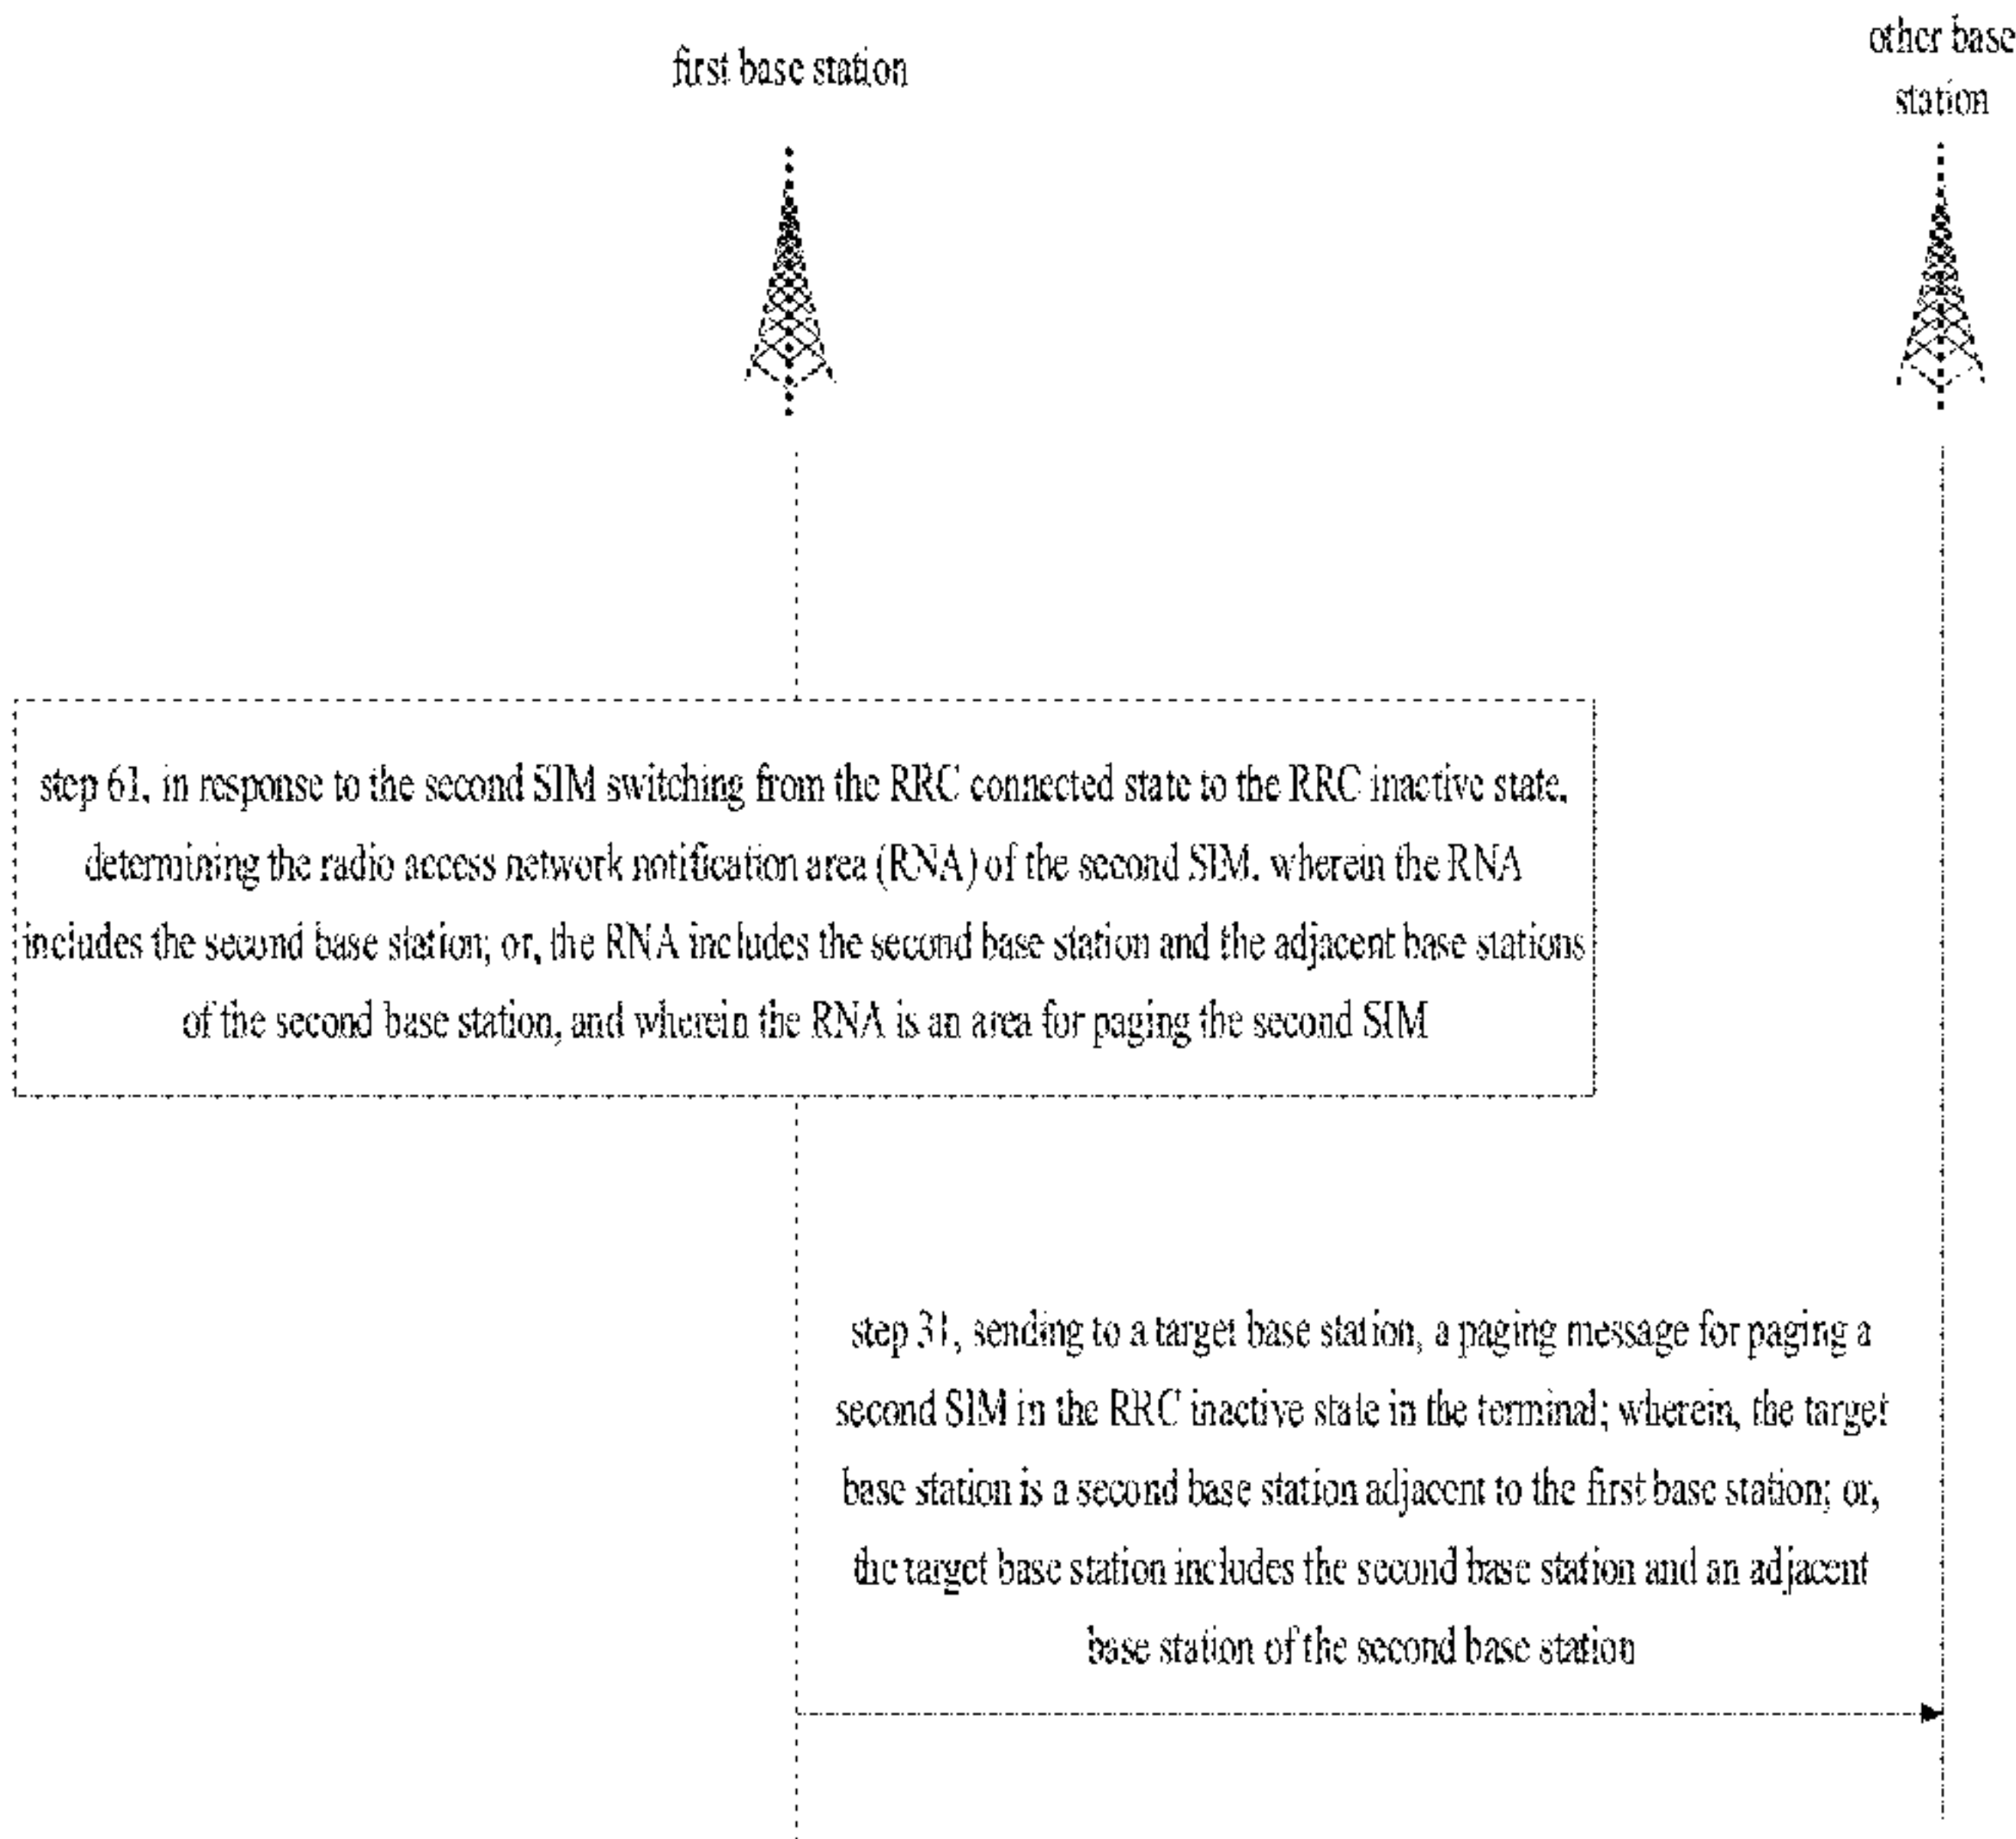 first base station
other base
station
step 61, in response to the second SIM switching from the RRC connected state to the RRC inactive state,
determining the radio access network notification area (RNA) of the second SIM, wherein the RNA
includes the second base station; or, the RNA includes the second base station and the adjacent base stations
of the second base station, and wherein the RNA is an area for paging the second SIM
step 31, sending to a target base station, a paging message for paging a
second SIM in the RRC inactive state in the terminal; wherein, the target
base station is a second base station adjacent to the first base station; or,
the target base station includes the second base station and an adjacent
base station of the second base station